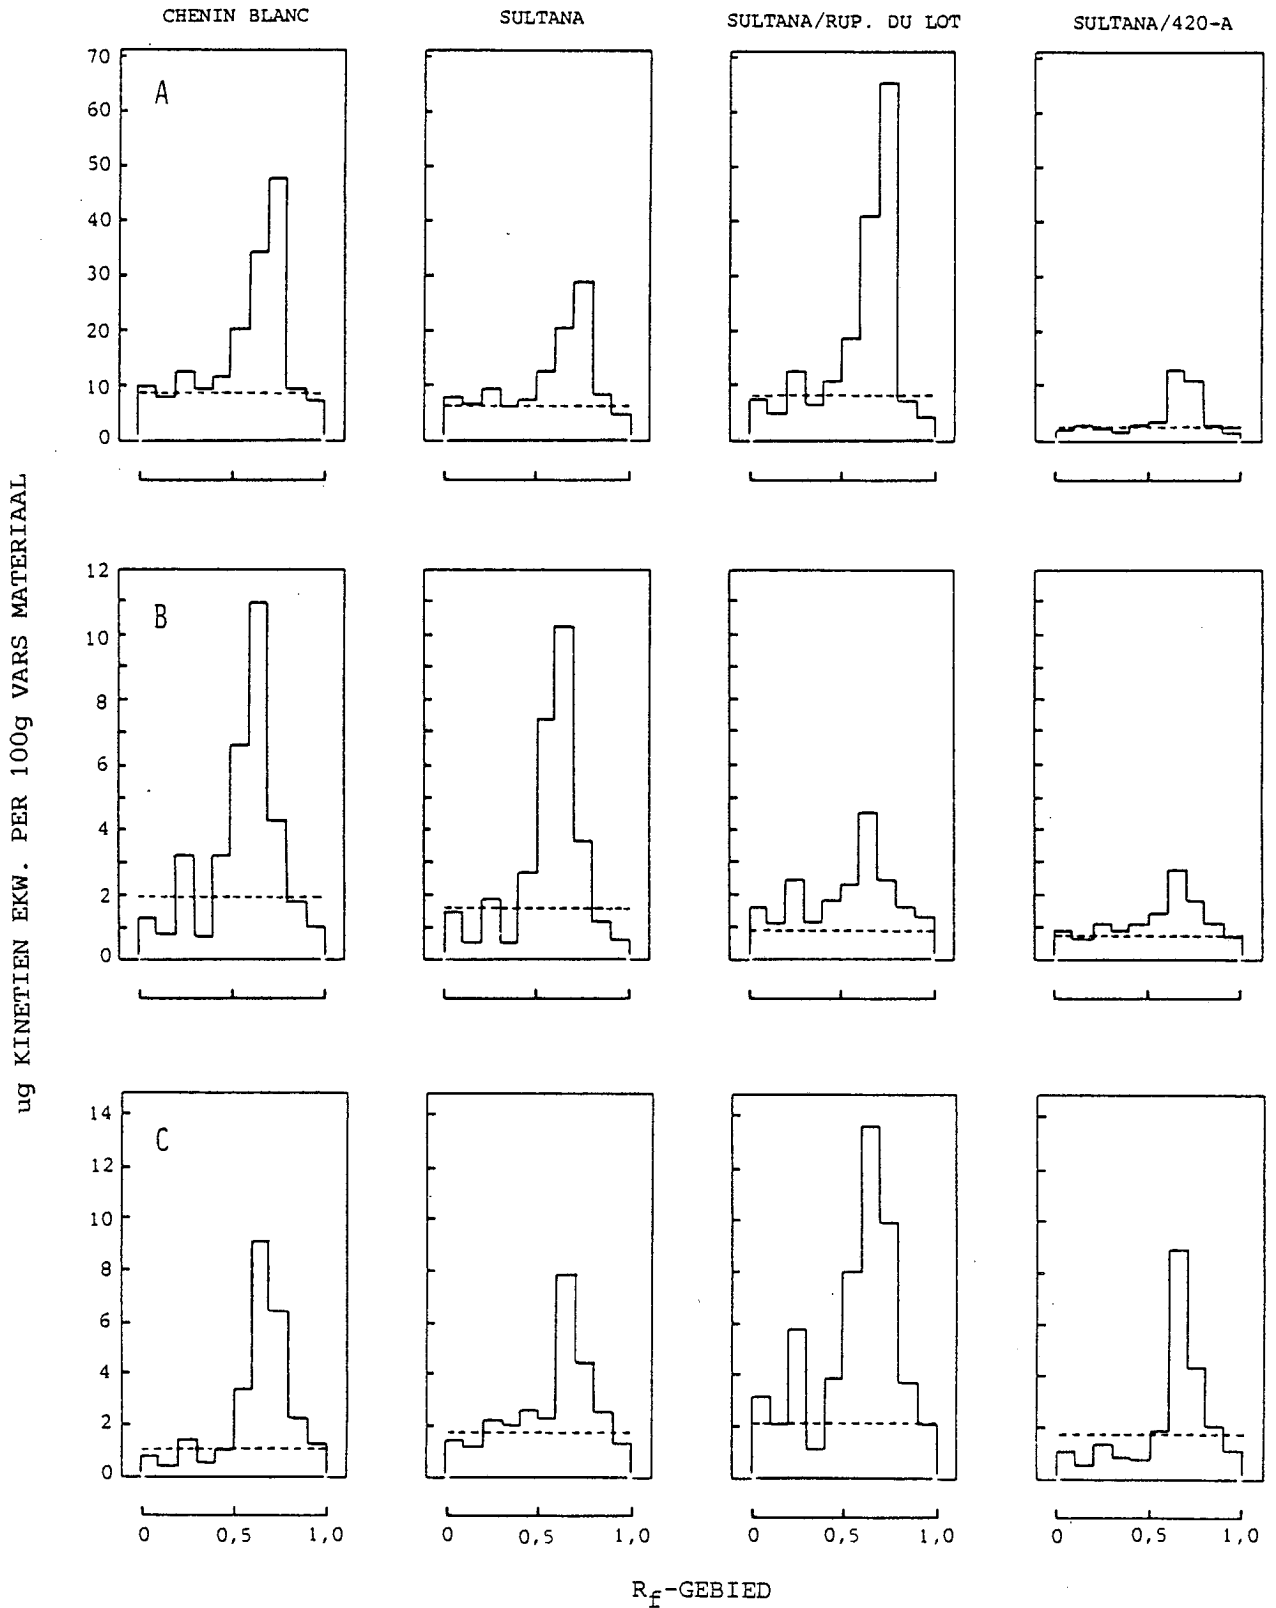 CHENIN BLANC
SULTANA
SULTANA/RUP. DU LOT
SULTANA/420-A
A
70
60
50
40
30
20
10
0
B
12
10
8
6
4
2
0
C
14
12
10
8
6
4
2
0
ug KINETIEN EKW. PER 100g VARS MATERIAAL
0 0,5 1,0
0 0,5 1,0
0 0,5 1,0
0 0,5 1,0
Rf-GEBIED